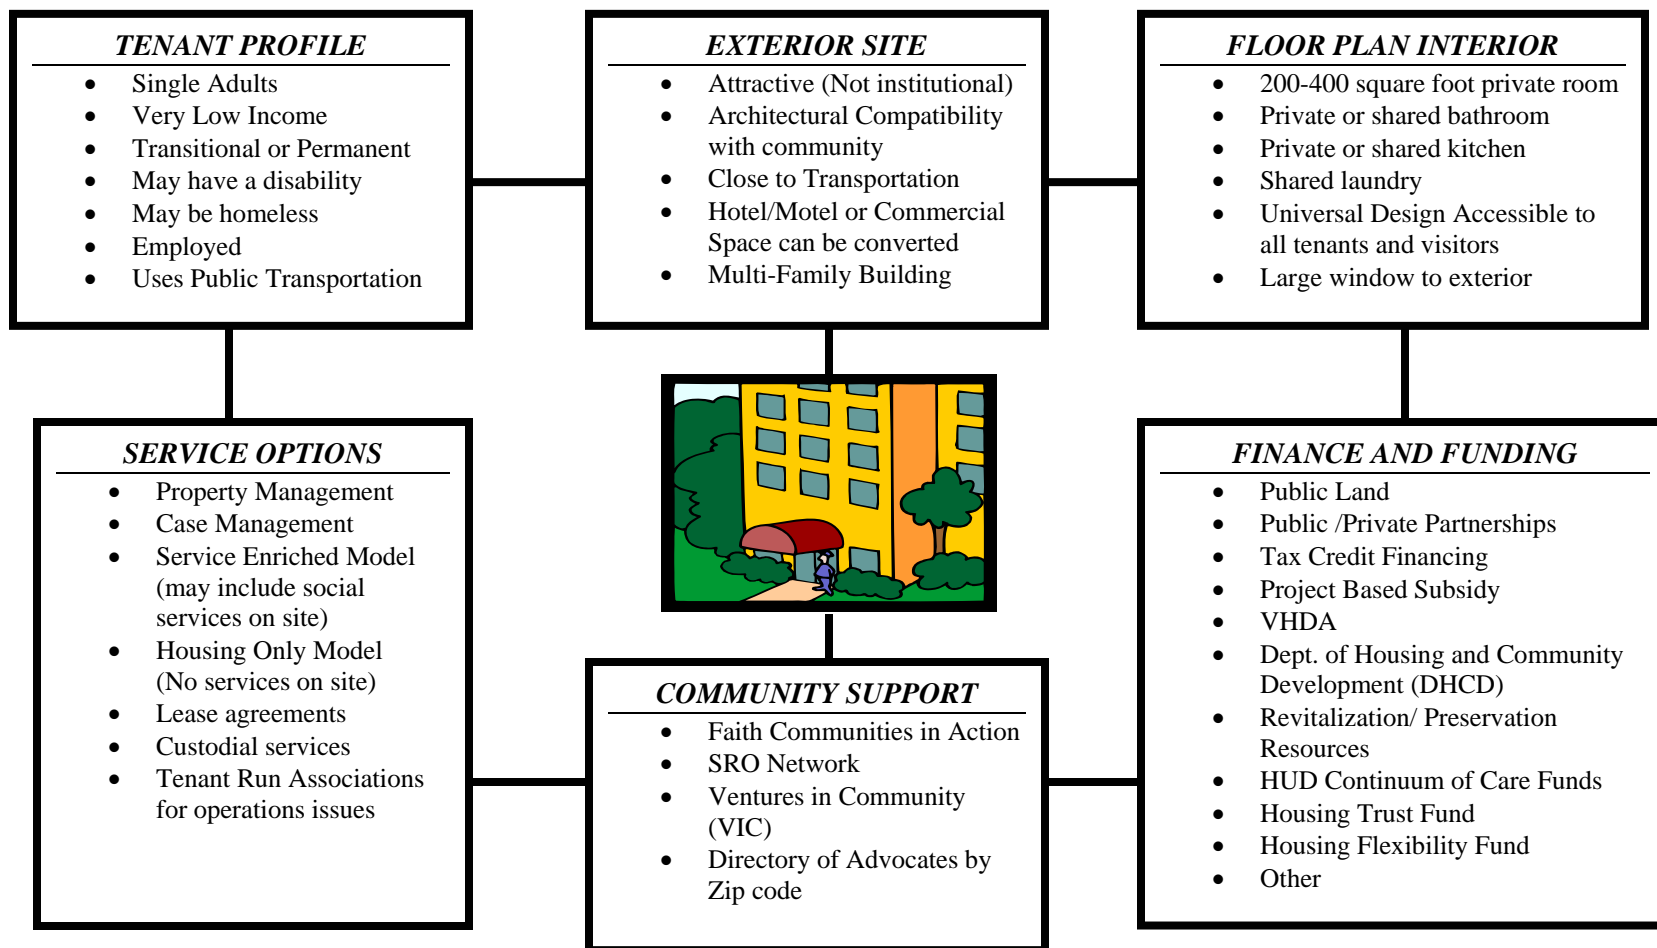 TENANT PROFILE
• Single Adults
• Very Low Income
• Transitional or Permanent
• May have a disability
• May be homeless
• Employed
• Uses Public Transportation
EXTERIOR SITE
• Attractive (Not institutional)
• Architectural Compatibility
with community
• Close to Transportation
• Hotel/Motel or Commercial
Space can be converted
• Multi-Family Building
FLOOR PLAN INTERIOR
• 200-400 square foot private room
• Private or shared bathroom
• Private or shared kitchen
• Shared laundry
• Universal Design Accessible to
all tenants and visitors
• Large window to exterior
SERVICE OPTIONS
• Property Management
• Case Management
• Service Enriched Model
(may include social
services on site)
• Housing Only Model
(No services on site)
• Lease agreements
• Custodial services
• Tenant Run Associations
for operations issues
COMMUNITY SUPPORT
• Faith Communities in Action
• SRO Network
• Ventures in Community
(VIC)
• Directory of Advocates by
Zip code
FINANCE AND FUNDING
• Public Land
• Public /Private Partnerships
• Tax Credit Financing
• Project Based Subsidy
• VHDA
• Dept. of Housing and Community
Development (DHCD)
• Revitalization/ Preservation
Resources
• HUD Continuum of Care Funds
• Housing Trust Fund
• Housing Flexibility Fund
• Other